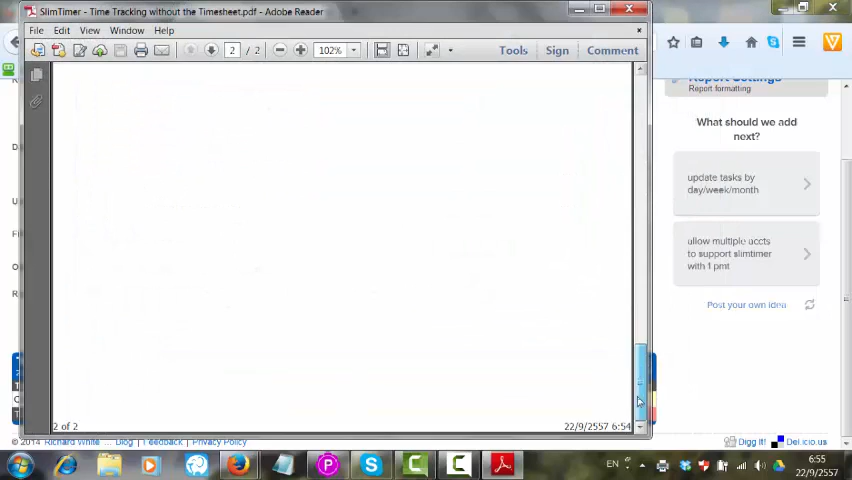 SlimTimer - Time Tracking without the Timesheet.pdf - Adobe Reader
File Edit View Window Help
2 / 2 102% Tools Sign Comment
Report Settings
Report formatting
What should we add
next?
update tasks by
day/week/month
allow multiple accts
to support slimtimer
with 1 pmt
Post your own idea
2 of 2 22/9/2557 6:54
© 2014 Richard White ... Blog | Feedback | Privacy Policy
Digg It! Del.icio.us
EN
6:55
22/9/2557